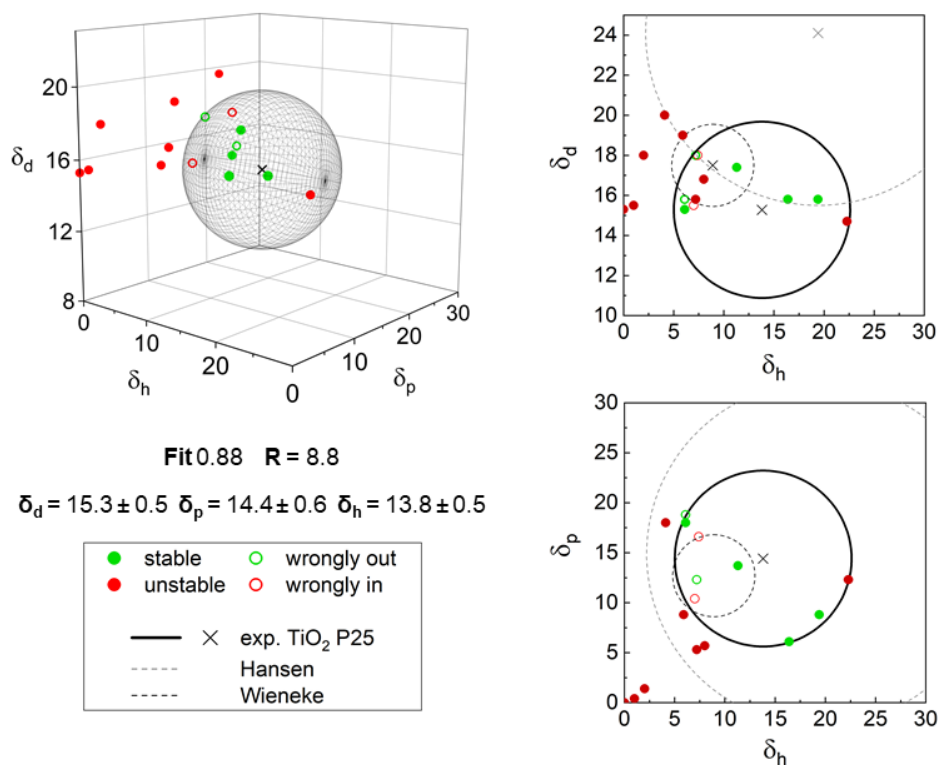 20
16
12
8
δd
0
10
20
δh
0
10
20
30
δp
Fit 0.88 R = 8.8
δd = 15.3 ± 0.5 δp = 14.4 ± 0.6 δh = 13.8 ± 0.5
stable
wrongly out
unstable
wrongly in
exp. TiO2 P25
Hansen
Wieneke
24
22
20
18
16
14
12
10
δd
0
5
10
15
20
25
30
δh
30
25
20
15
10
5
0
δp
0
5
10
15
20
25
30
δh